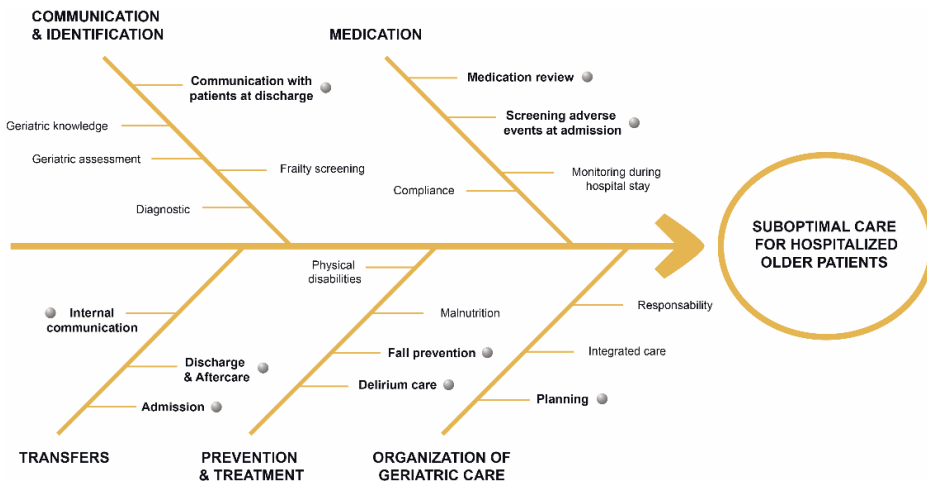 COMMUNICATION
& IDENTIFICATION
MEDICATION
Communication with
patients at discharge
Geriatric knowledge
Geriatric assessment
Frailty screening
Diagnostic
Medication review
Screening adverse
events at admission
Monitoring during
hospital stay
Compliance
SUBOPTIMAL CARE
FOR HOSPITALIZED
OLDER PATIENTS
Internal
communication
Discharge
& Aftercare
Admission
Physical
disabilities
Malnutrition
Fall prevention
Delirium care
Responsability
Integrated care
Planning
TRANSFERS
PREVENTION
& TREATMENT
ORGANIZATION OF
GERIATRIC CARE